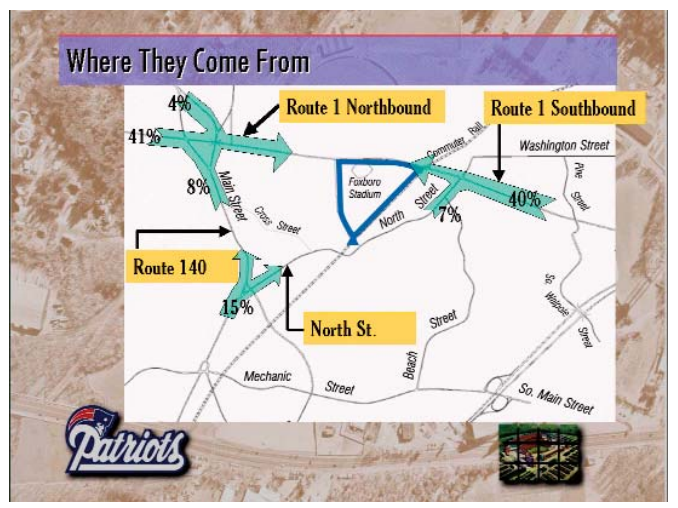 Where They Come From
4%
Route 1 Northbound
Route 1 Southbound
41%
Commuter Rail
Washington Street
8%
Main Street
Foxboro
Stadium
Pine
Street
40%
7%
North
Street
Cross Street
Route 140
15%
North St.
So.
Walpole
Street
Beach
Street
Mechanic
Street
So. Main Street
Patriots